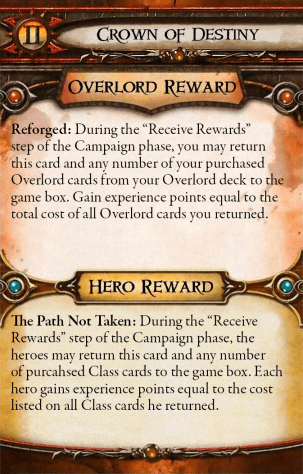 II
Crown of Destiny
Overlord Reward
Reforged: During the “Receive Rewards”
step of the Campaign phase, you may return
this card and any number of your purchased
Overlord cards from your Overlord deck to the
game box. Gain experience points equal to the
total cost of all Overlord cards you returned.
Hero Reward
The Path Not Taken: During the “Receive
Rewards” step of the Campaign phase, the
heroes may return this card and any number
of purcahsed Class cards to the game box. Each
hero gains experience points equal to the cost
listed on all Class cards he returned.